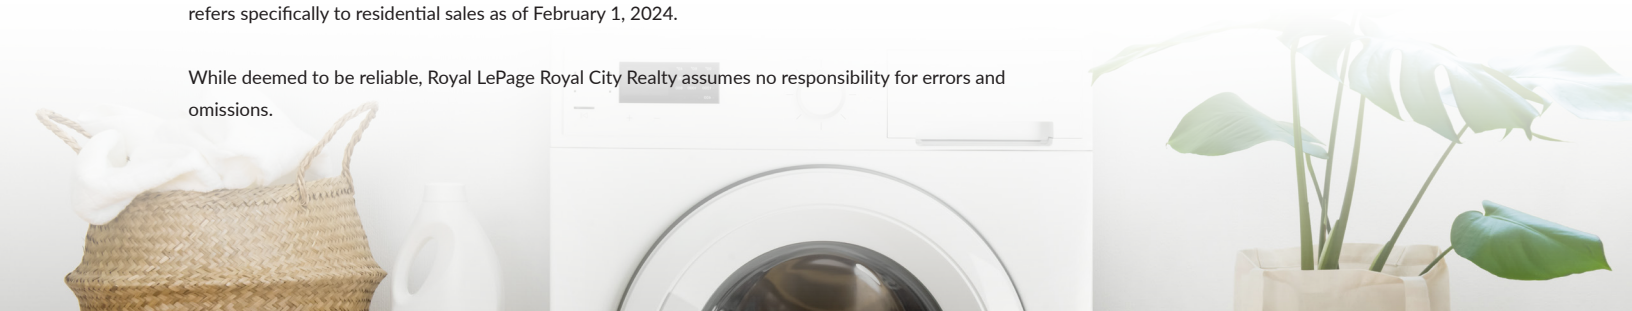 refers specifically to residential sales as of February 1, 2024.
While deemed to be reliable, Royal LePage Royal City Realty assumes no responsibility for errors and
omissions.